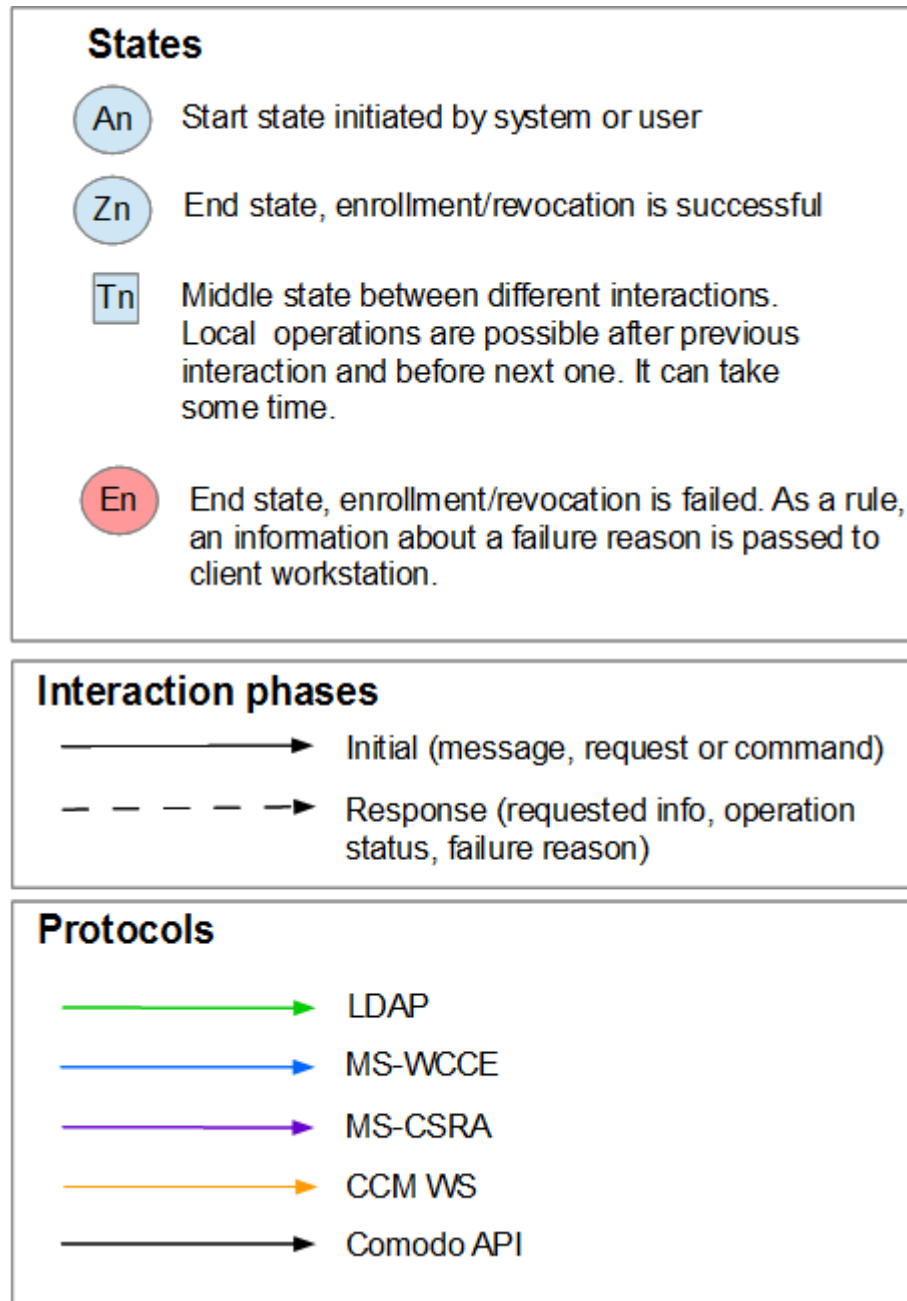 States
An
Start state initiated by system or user
Zn
End state, enrollment/revocation is successful
Tn
Middle state between different interactions.
Local operations are possible after previous
interaction and before next one. It can take
some time.
En
End state, enrollment/revocation is failed. As a rule,
an information about a failure reason is passed to
client workstation.
Interaction phases
Initial (message, request or command)
Response (requested info, operation
status, failure reason)
Protocols
LDAP
MS-WCCE
MS-CSRA
CCM WS
Comodo API